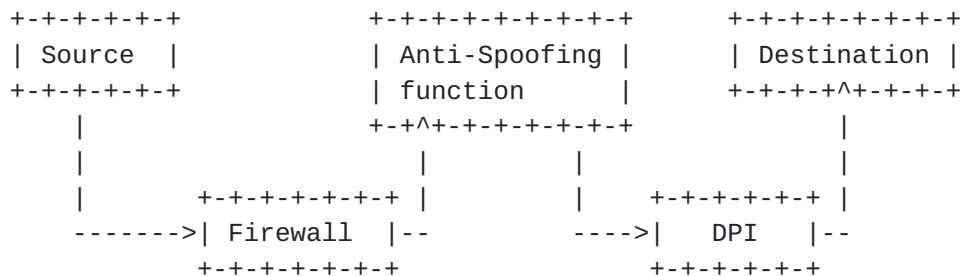 +-+-+-+-+-+             +-+-+-+-+-+-+-+-+      +-+-+-+-+-+-+-+
| Source  |             | Anti-Spoofing |      | Destination |
+-+-+-+-+-+             | function      |      +-+-+-+^+-+-+-+
    |                   +-+^+-+-+-+-+-+-+             |
    |                      |         |                |
    |       +-+-+-+-+-+-+ |         |    +-+-+-+-+-+ |
    ------->| Firewall  |--         ---->|   DPI   |--
            +-+-+-+-+-+-+                +-+-+-+-+-+